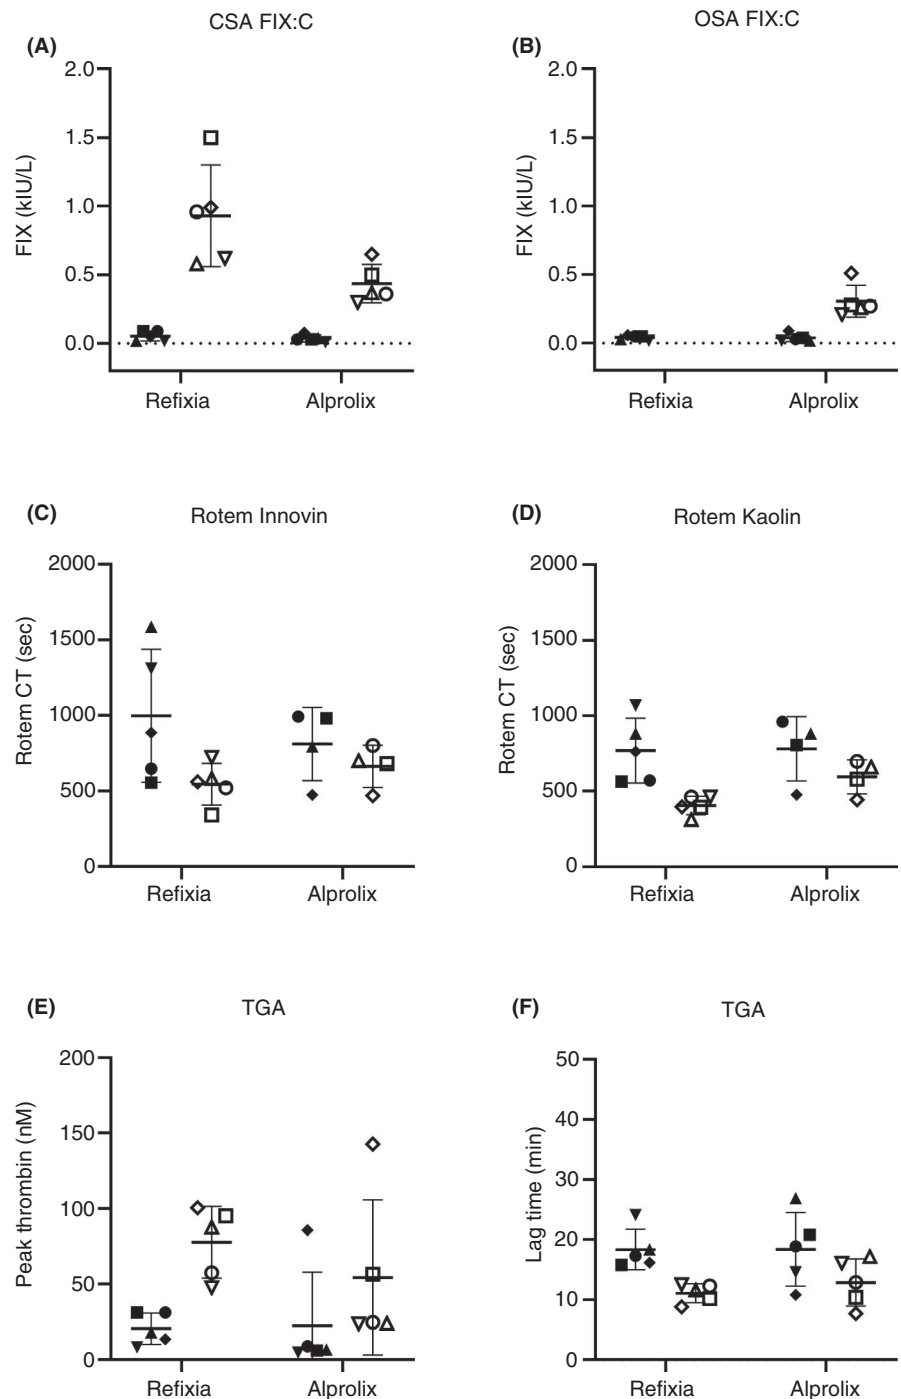 CSA FIX:C
OSA FIX:C
(A)
(B)
2.0
1.5
1.0
0.5
0.0
FIX (kIU/L)
Refixia
Alprolix
2.0
1.5
1.0
0.5
0.0
FIX (kIU/L)
Refixia
Alprolix
(C)
Rotem Innovin
(D)
Rotem Kaolin
2000
1500
1000
500
0
Rotem CT (sec)
Refixia
Alprolix
2000
1500
1000
500
0
Rotem CT (sec)
Refixia
Alprolix
(E)
TGA
(F)
TGA
200
150
100
50
0
Peak thrombin (nM)
Refixia
Alprolix
50
40
30
20
10
0
Lag time (min)
Refixia
Alprolix